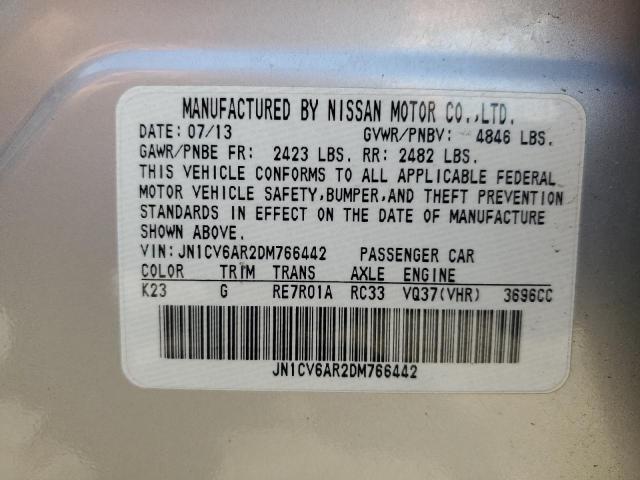 MANUFACTURED BY NISSAN MOTOR CO.,LTD.
DATE: 07/13 GVWR/PNBV: 4846 LBS.
GAWR/PNBE FR: 2423 LBS. RR: 2482 LBS.
THIS VEHICLE CONFORMS TO ALL APPLICABLE FEDERAL
MOTOR VEHICLE SAFETY,BUMPER,AND THEFT PREVENTION
STANDARDS IN EFFECT ON THE DATE OF MANUFACTURE
SHOWN ABOVE.
VIN:JN1CV6AR2DM766442 PASSENGER CAR
COLOR TRIM TRANS AXLE ENGINE
K23 G RE7R01A RC33 VQ37(VHR) 3696CC
JN1CV6AR2DM766442